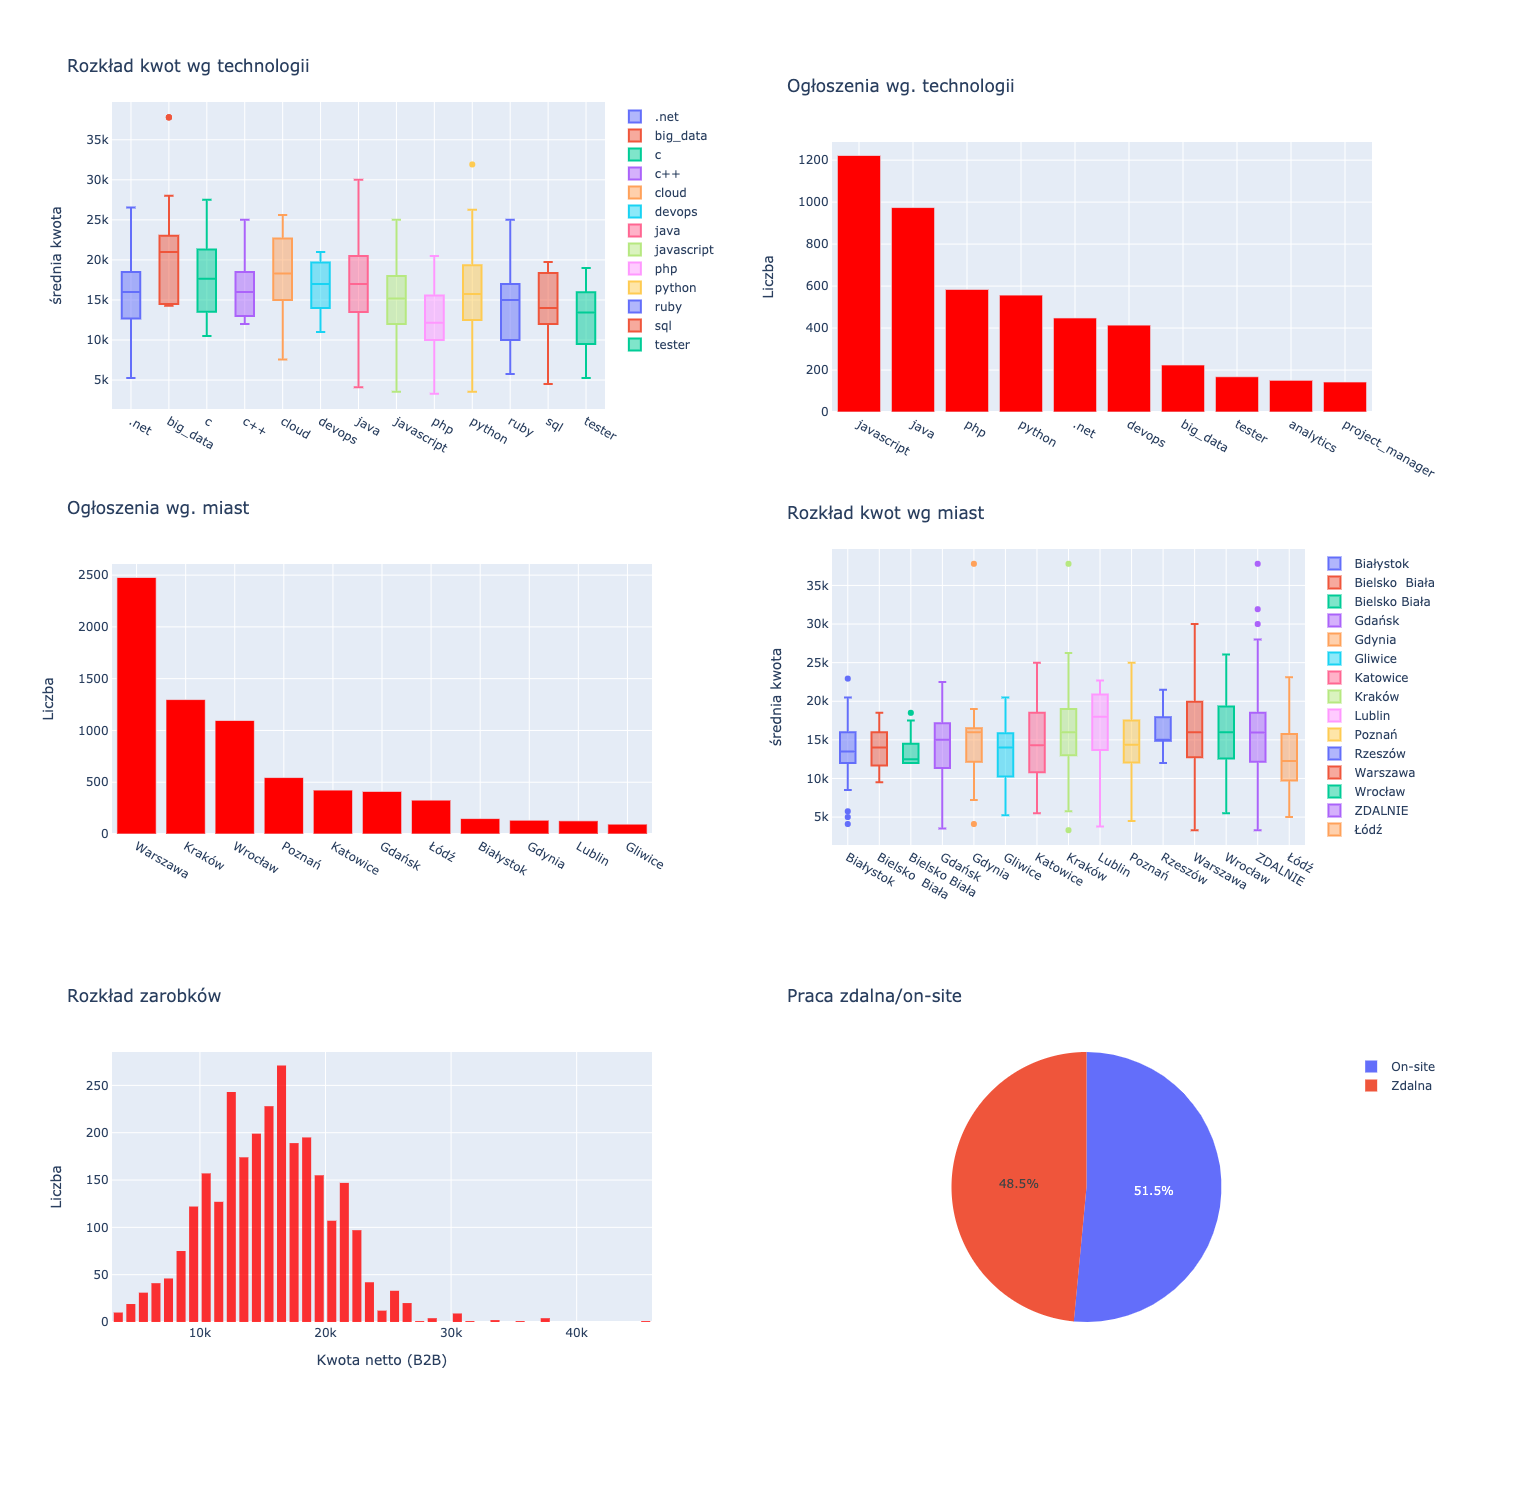 Rozkład kwot wg technologii
średnia kwota
35k
30k
25k
20k
15k
10k
5k
.net
big_data
c
c++
cloud
devops
java
javascript
php
python
ruby
sql
tester
.net
big_data
c
c++
cloud
devops
java
javascript
php
python
ruby
sql
tester
Ogłoszenia wg. technologii
Liczba
1200
1000
800
600
400
200
0
javascript
java
php
python
.net
devops
big_data
tester
analytics
project_manager
Ogłoszenia wg. miast
Liczba
2500
2000
1500
1000
500
0
Warszawa
Kraków
Wrocław
Poznań
Katowice
Gdańsk
Łódź
Białystok
Gdynia
Lublin
Gliwice
Rozkład kwot wg miast
średnia kwota
35k
30k
25k
20k
15k
10k
5k
Białystok
Bielsko  Biała
Bielsko Biała
Gdańsk
Gdynia
Gliwice
Katowice
Kraków
Lublin
Poznań
Rzeszów
Warszawa
Wrocław
ZDALNIE
Łódź
Białystok
Bielsko  Biała
Bielsko Biała
Gdańsk
Gdynia
Gliwice
Katowice
Kraków
Lublin
Poznań
Rzeszów
Warszawa
Wrocław
ZDALNIE
Łódź
Rozkład zarobków
Liczba
250
200
150
100
50
0
10k
20k
30k
40k
Kwota netto (B2B)
Praca zdalna/on-site
48.5%
51.5%
On-site
Zdalna